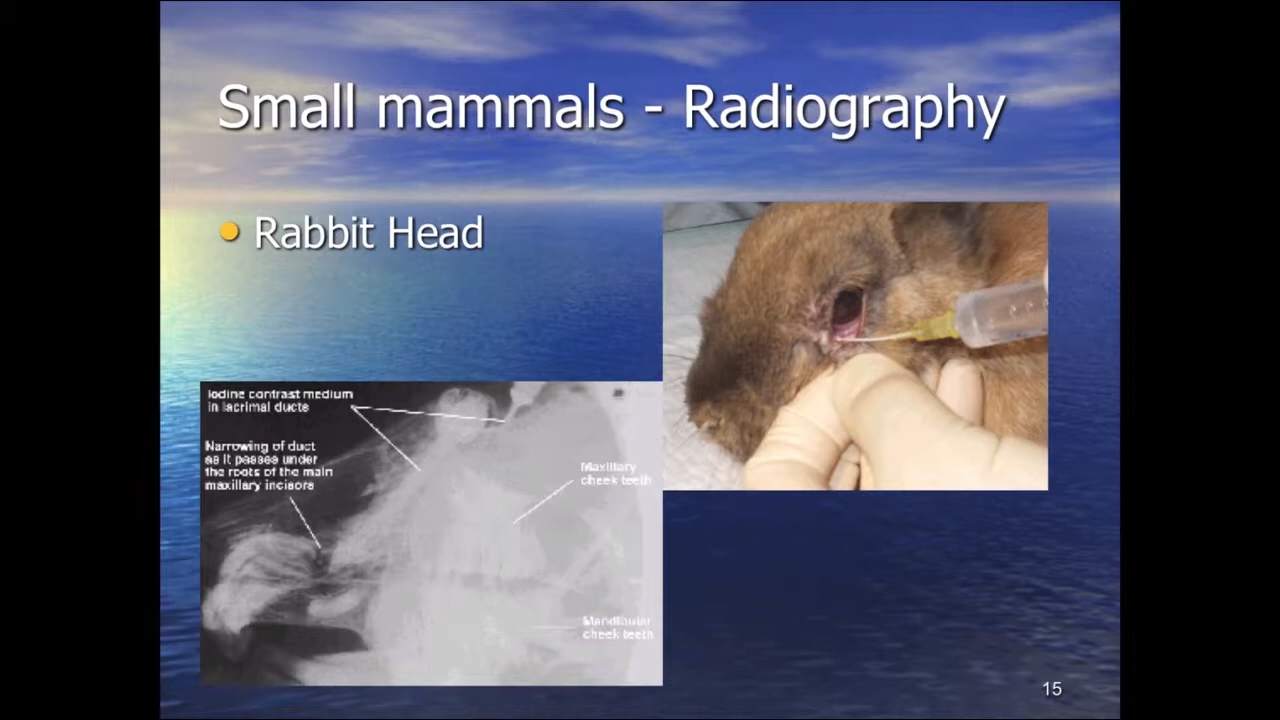 Small mammals - Radiography
Rabbit Head
Iodine contrast medium
in lacrimal ducts
Narrowing of duct
as it passes under
the roots of the main
maxillary incisors
Maxillary
cheek teeth
Mandibular
cheek teeth
15